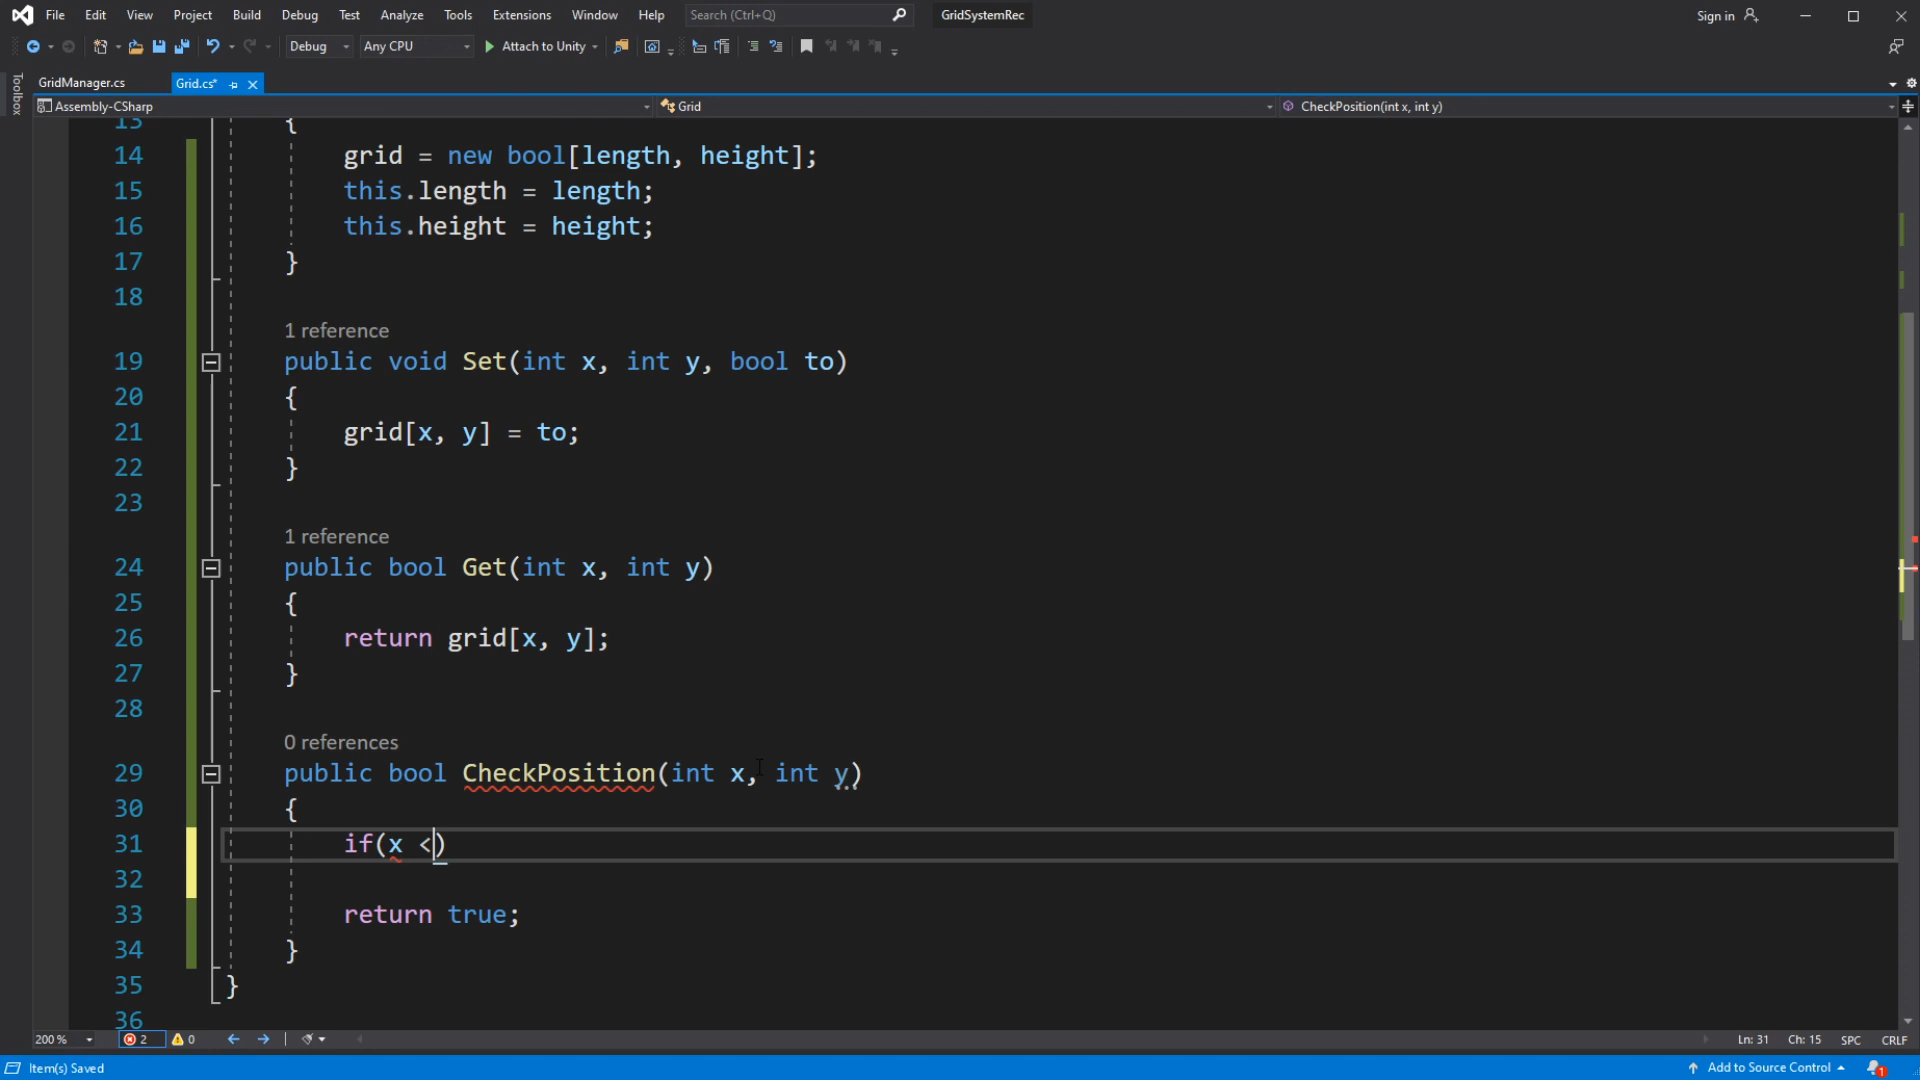 File Edit View Project Build Debug Test Analyze Tools Extensions Window Help Search (Ctrl+Q) GridSystemRec Sign in
Debug Any CPU Attach to Unity
Toolbox
GridManager.cs Grid.cs*
Assembly-CSharp Grid CheckPosition(int x, int y)
13 {
14 grid = new bool[length, height];
15 this.length = length;
16 this.height = height;
17 }
18
1 reference
19 public void Set(int x, int y, bool to)
20 {
21 grid[x, y] = to;
22 }
23
1 reference
24 public bool Get(int x, int y)
25 {
26 return grid[x, y];
27 }
28
0 references
29 public bool CheckPosition(int x, int y)
30 {
31 if(x <)
32
33 return true;
34 }
35 }
36
200 % 2 0 Ln: 31 Ch: 15 SPC CRLF
Item(s) Saved Add to Source Control 1